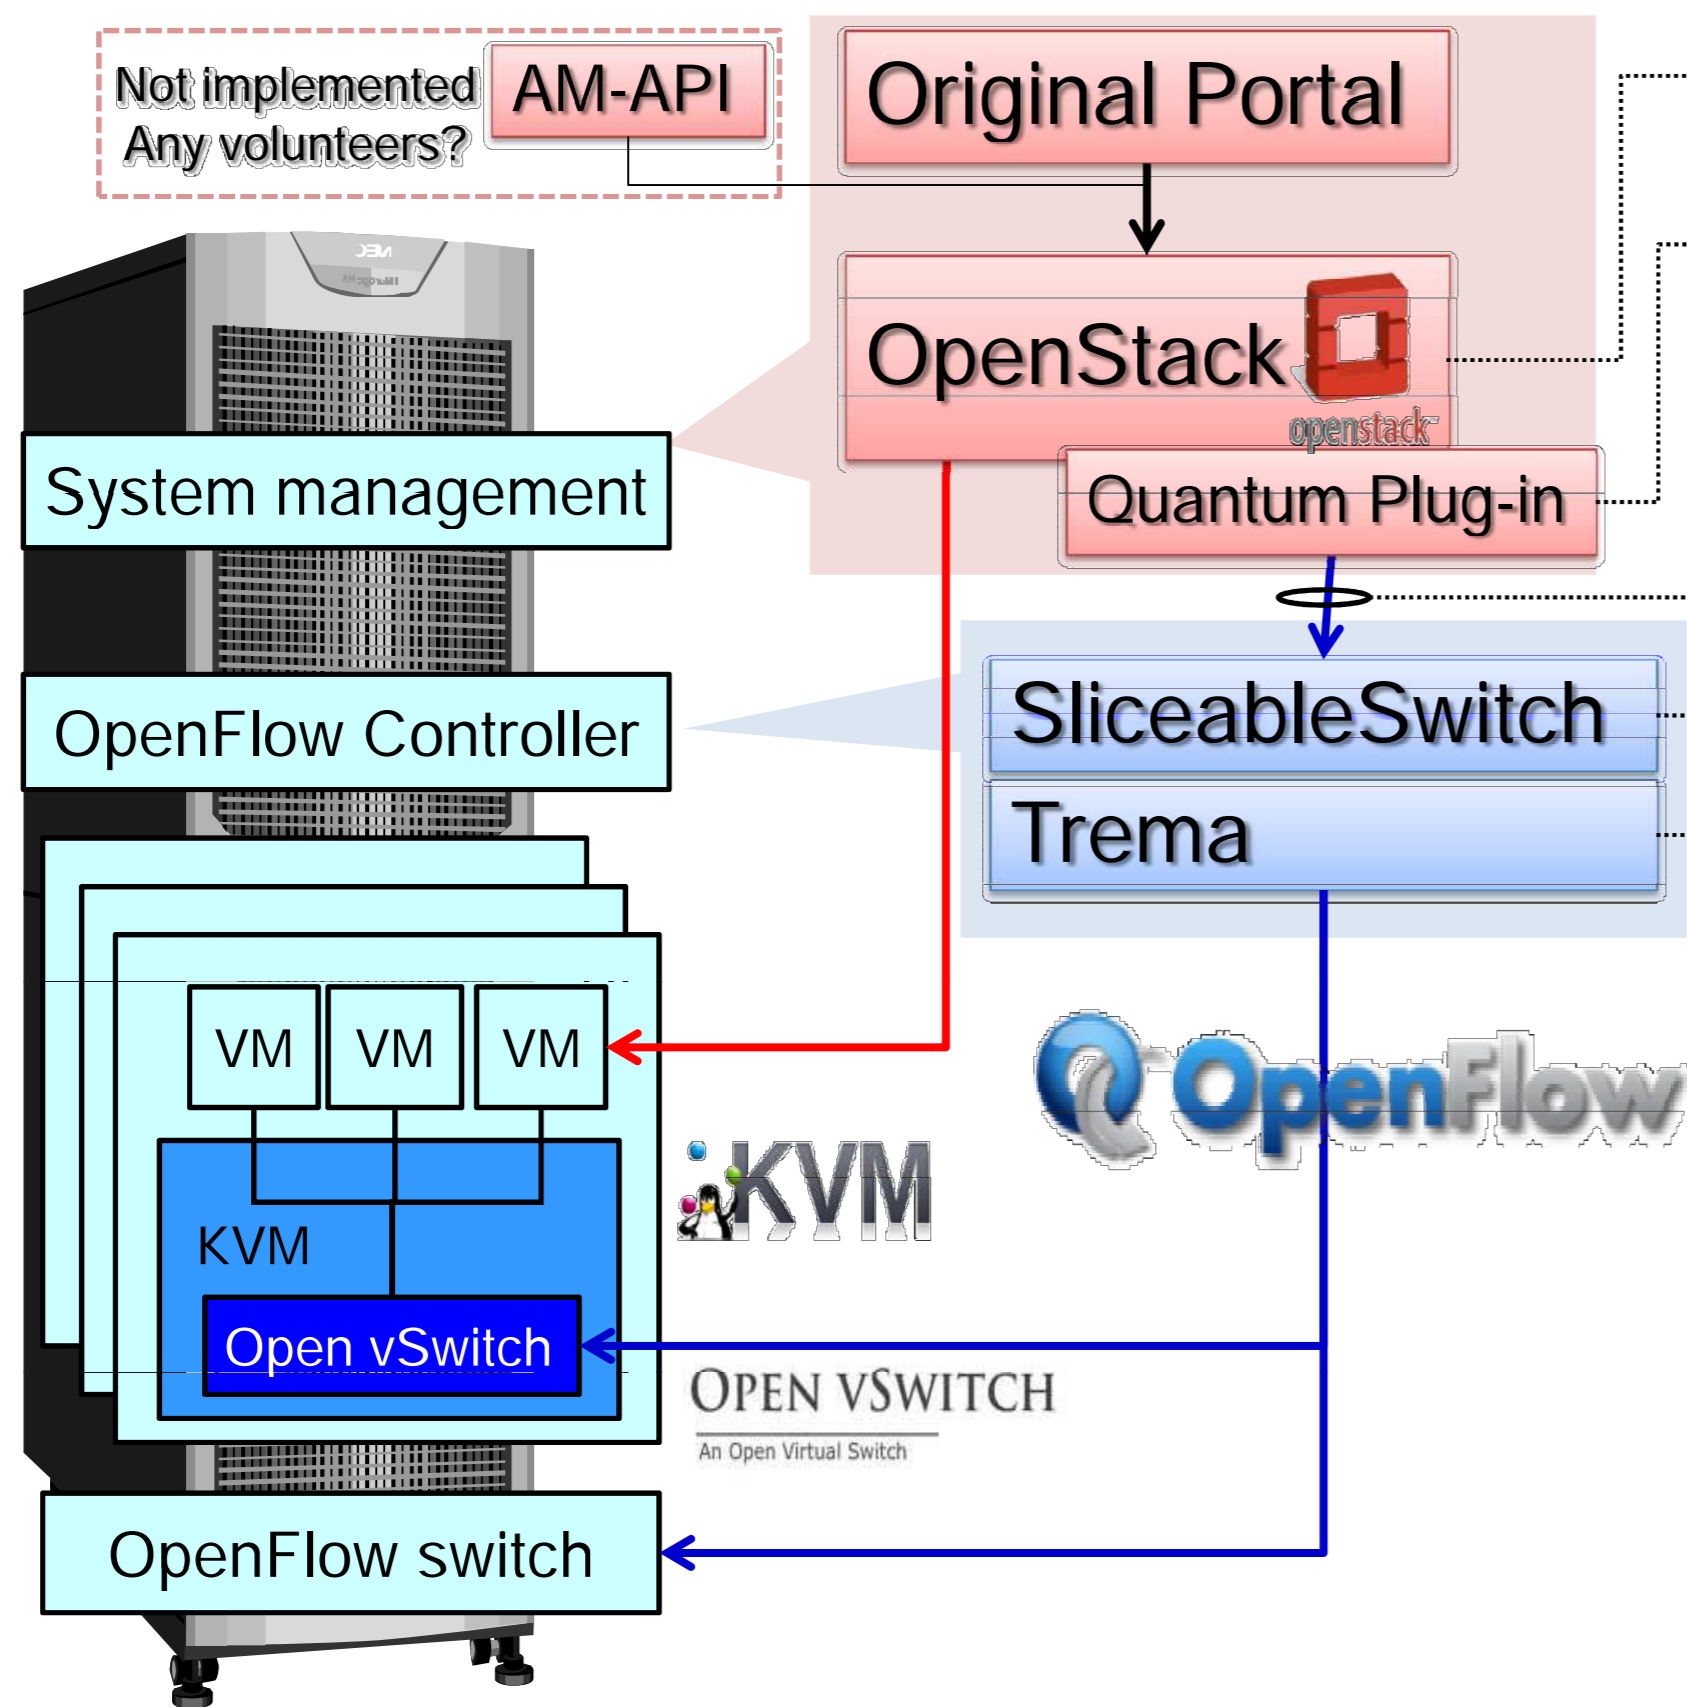 Not implemented
Any volunteers?
AM-API
Original Portal
NEC
OpenStack
openstack
System management
Quantum Plug-in
OpenFlow Controller
SliceableSwitch
Trema
VM VM VM
OpenFlow
KVM
KVM
Open vSwitch
OPEN VSWITCH
An Open Virtual Switch
OpenFlow switch